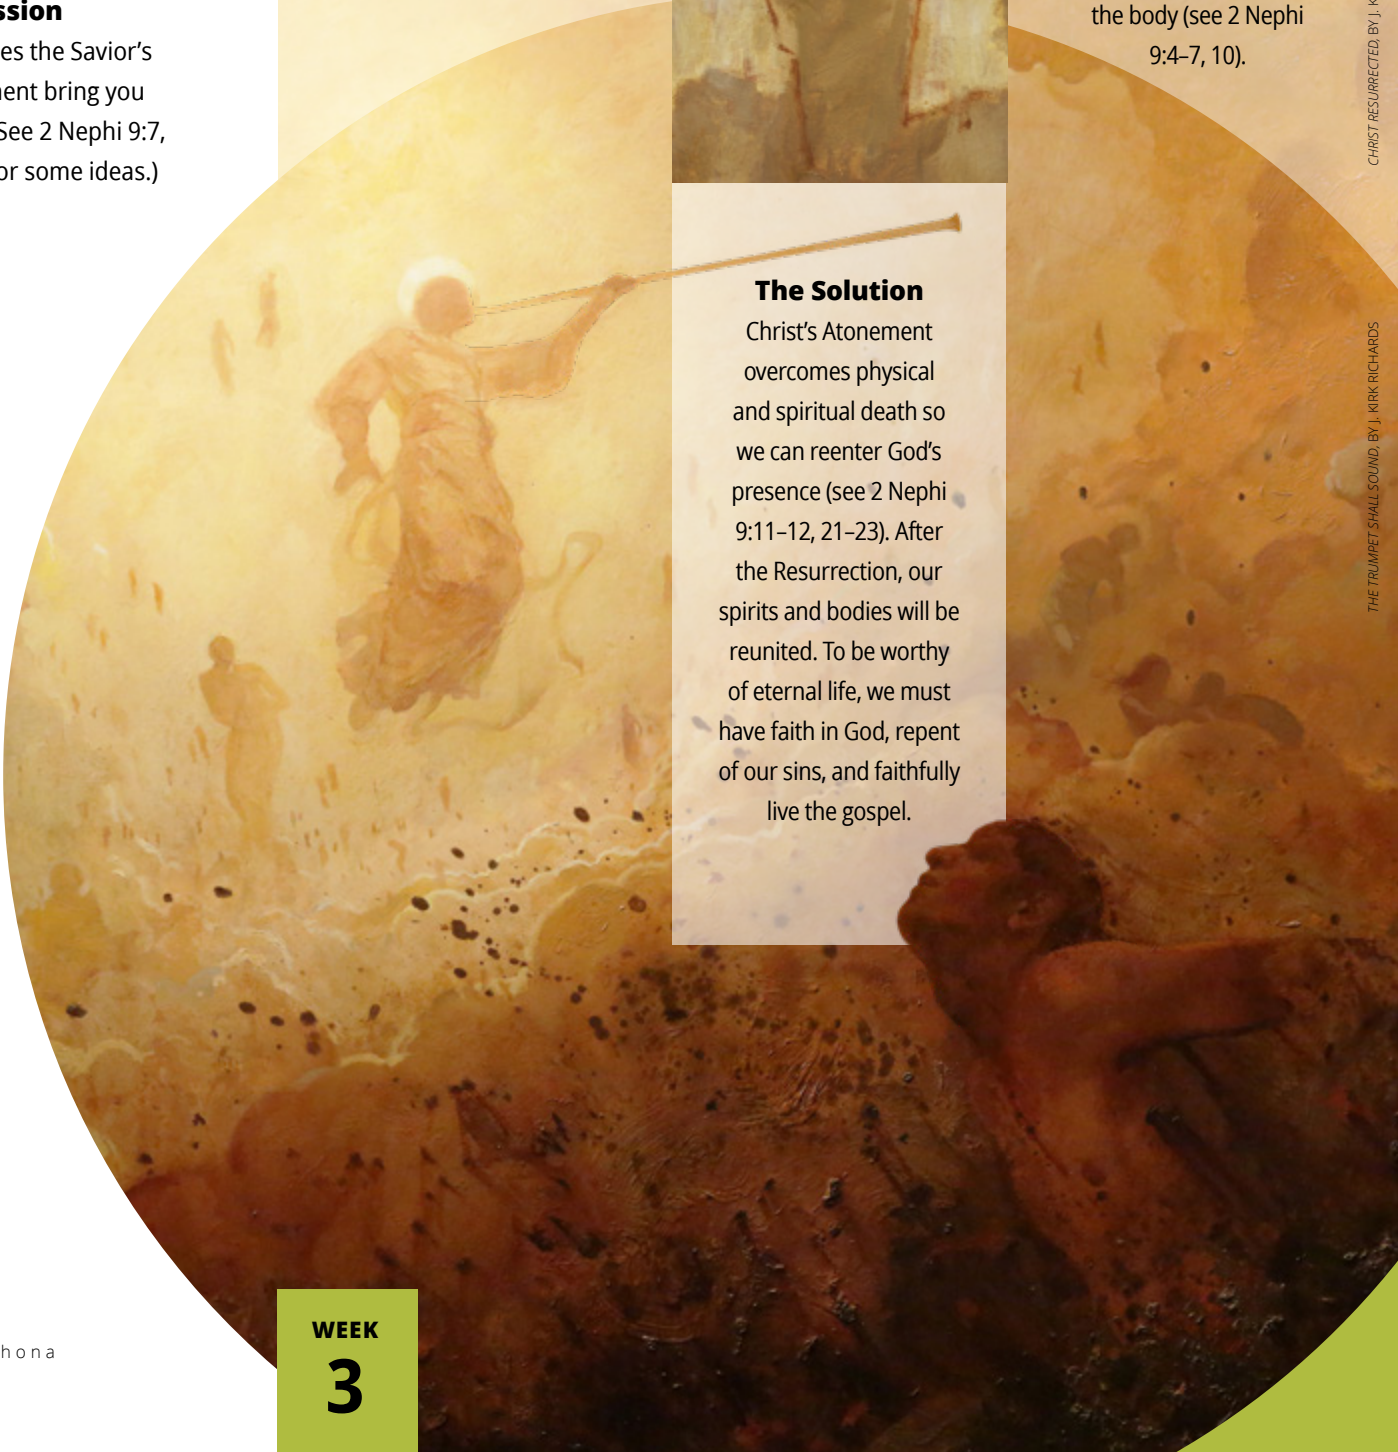 ssion
es the Savior's
ent bring you
See 2 Nephi 9:7,
or some ideas.)
the body (see 2 Nephi
9:4–7, 10).
The Solution
Christ's Atonement
overcomes physical
and spiritual death so
we can reenter God's
presence (see 2 Nephi
9:11–12, 21–23). After
the Resurrection, our
spirits and bodies will be
reunited. To be worthy
of eternal life, we must
have faith in God, repent
of our sins, and faithfully
live the gospel.
CHRIST RESURRECTED, BY J. K
THE TRUMPET SHALL SOUND, BY J. KIRK RICHARDS
hona
WEEK
3